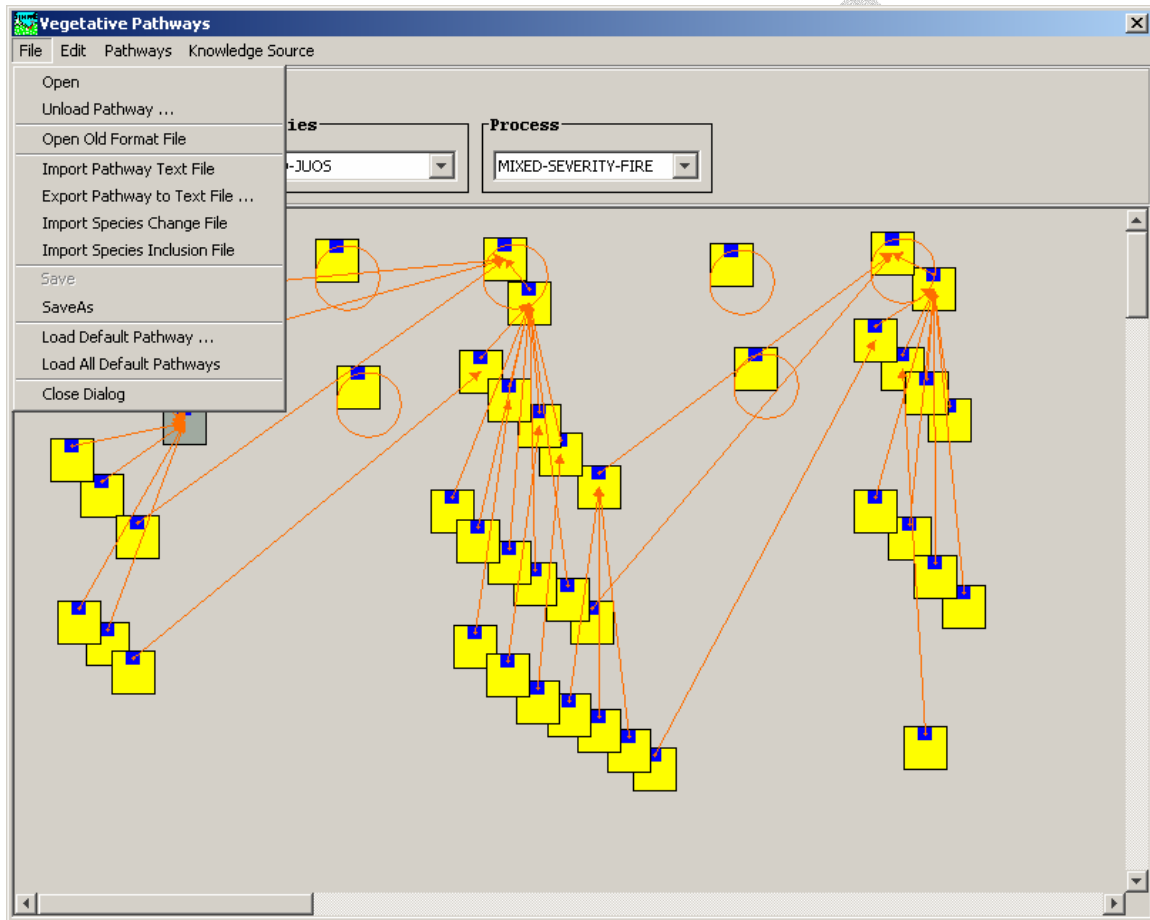 Vegetative Pathways
File Edit Pathways Knowledge Source
Open
Unload Pathway ...
Open Old Format File
Import Pathway Text File
Export Pathway to Text File ...
Import Species Change File
Import Species Inclusion File
Save
SaveAs
Load Default Pathway ...
Load All Default Pathways
Close Dialog
ies
-JUOS
Process
MIXED-SEVERITY-FIRE